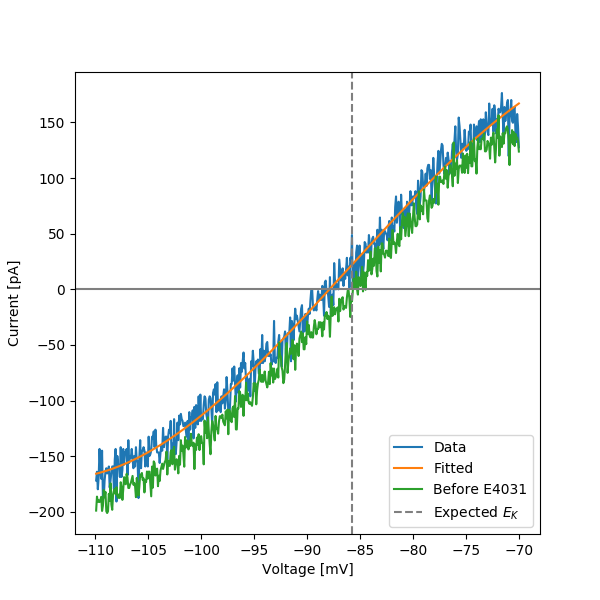 150
100
50
0
−50
−100
−150
−200
Current [pA]
Data
Fitted
Before E4031
Expected E_K
−110 −105 −100 −95 −90 −85 −80 −75 −70
Voltage [mV]